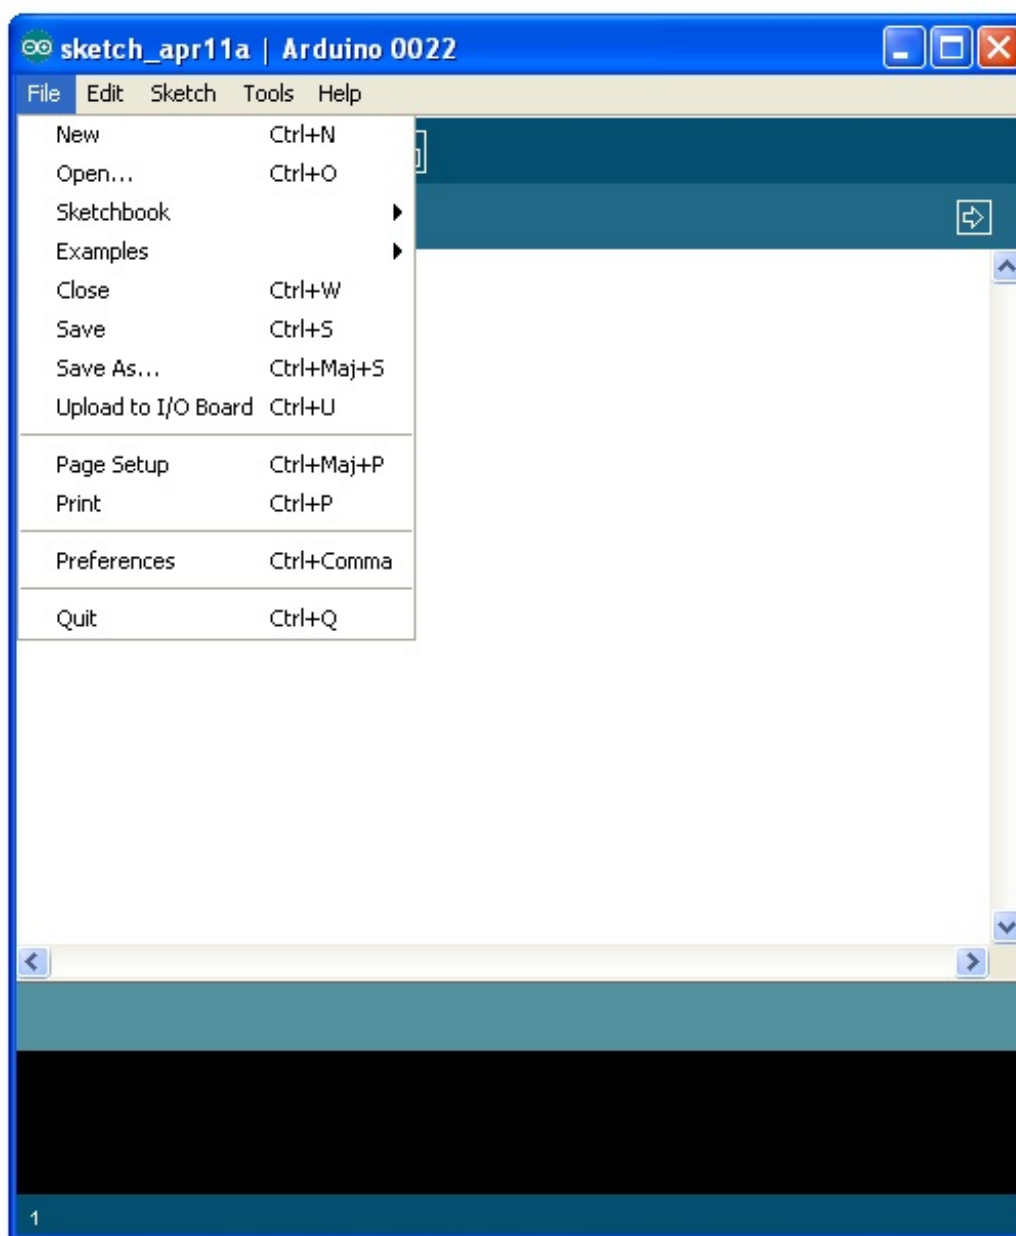 sketch_apr11a | Arduino 0022
File Edit Sketch Tools Help
New Ctrl+N
Open... Ctrl+O
Sketchbook
Examples
Close Ctrl+W
Save Ctrl+S
Save As... Ctrl+Maj+S
Upload to I/O Board Ctrl+U
Page Setup Ctrl+Maj+P
Print Ctrl+P
Preferences Ctrl+Comma
Quit Ctrl+Q
1